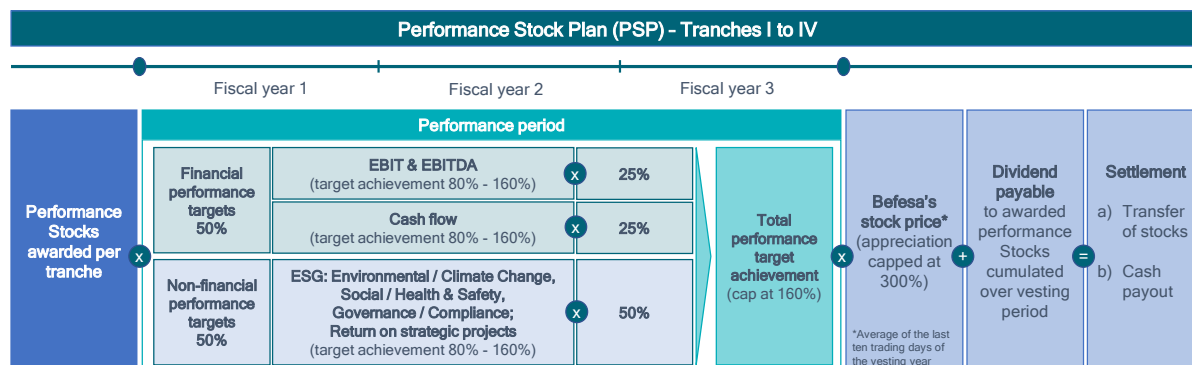 Performance Stock Plan (PSP) – Tranches I to IV
Fiscal year 1
Fiscal year 2
Fiscal year 3
Performance
Stocks
awarded per
tranche
x
Performance period
Financial
performance
targets
50%
EBIT & EBITDA
(target achievement 80% - 160%)
x
25%
Cash flow
(target achievement 80% - 160%)
x
25%
Non-financial
performance
targets
50%
ESG: Environmental / Climate Change,
Social / Health & Safety,
Governance / Compliance;
Return on strategic projects
(target achievement 80% - 160%)
x
50%
Total
performance
target
achievement
(cap at 160%)
x
Befesa's
stock price*
(appreciation
capped at
300%)
*Average of the last
ten trading days of
the vesting year
+
Dividend
payable
to awarded
performance
Stocks
cumulated
over vesting
period
=
Settlement
a) Transfer
of stocks
b) Cash
payout